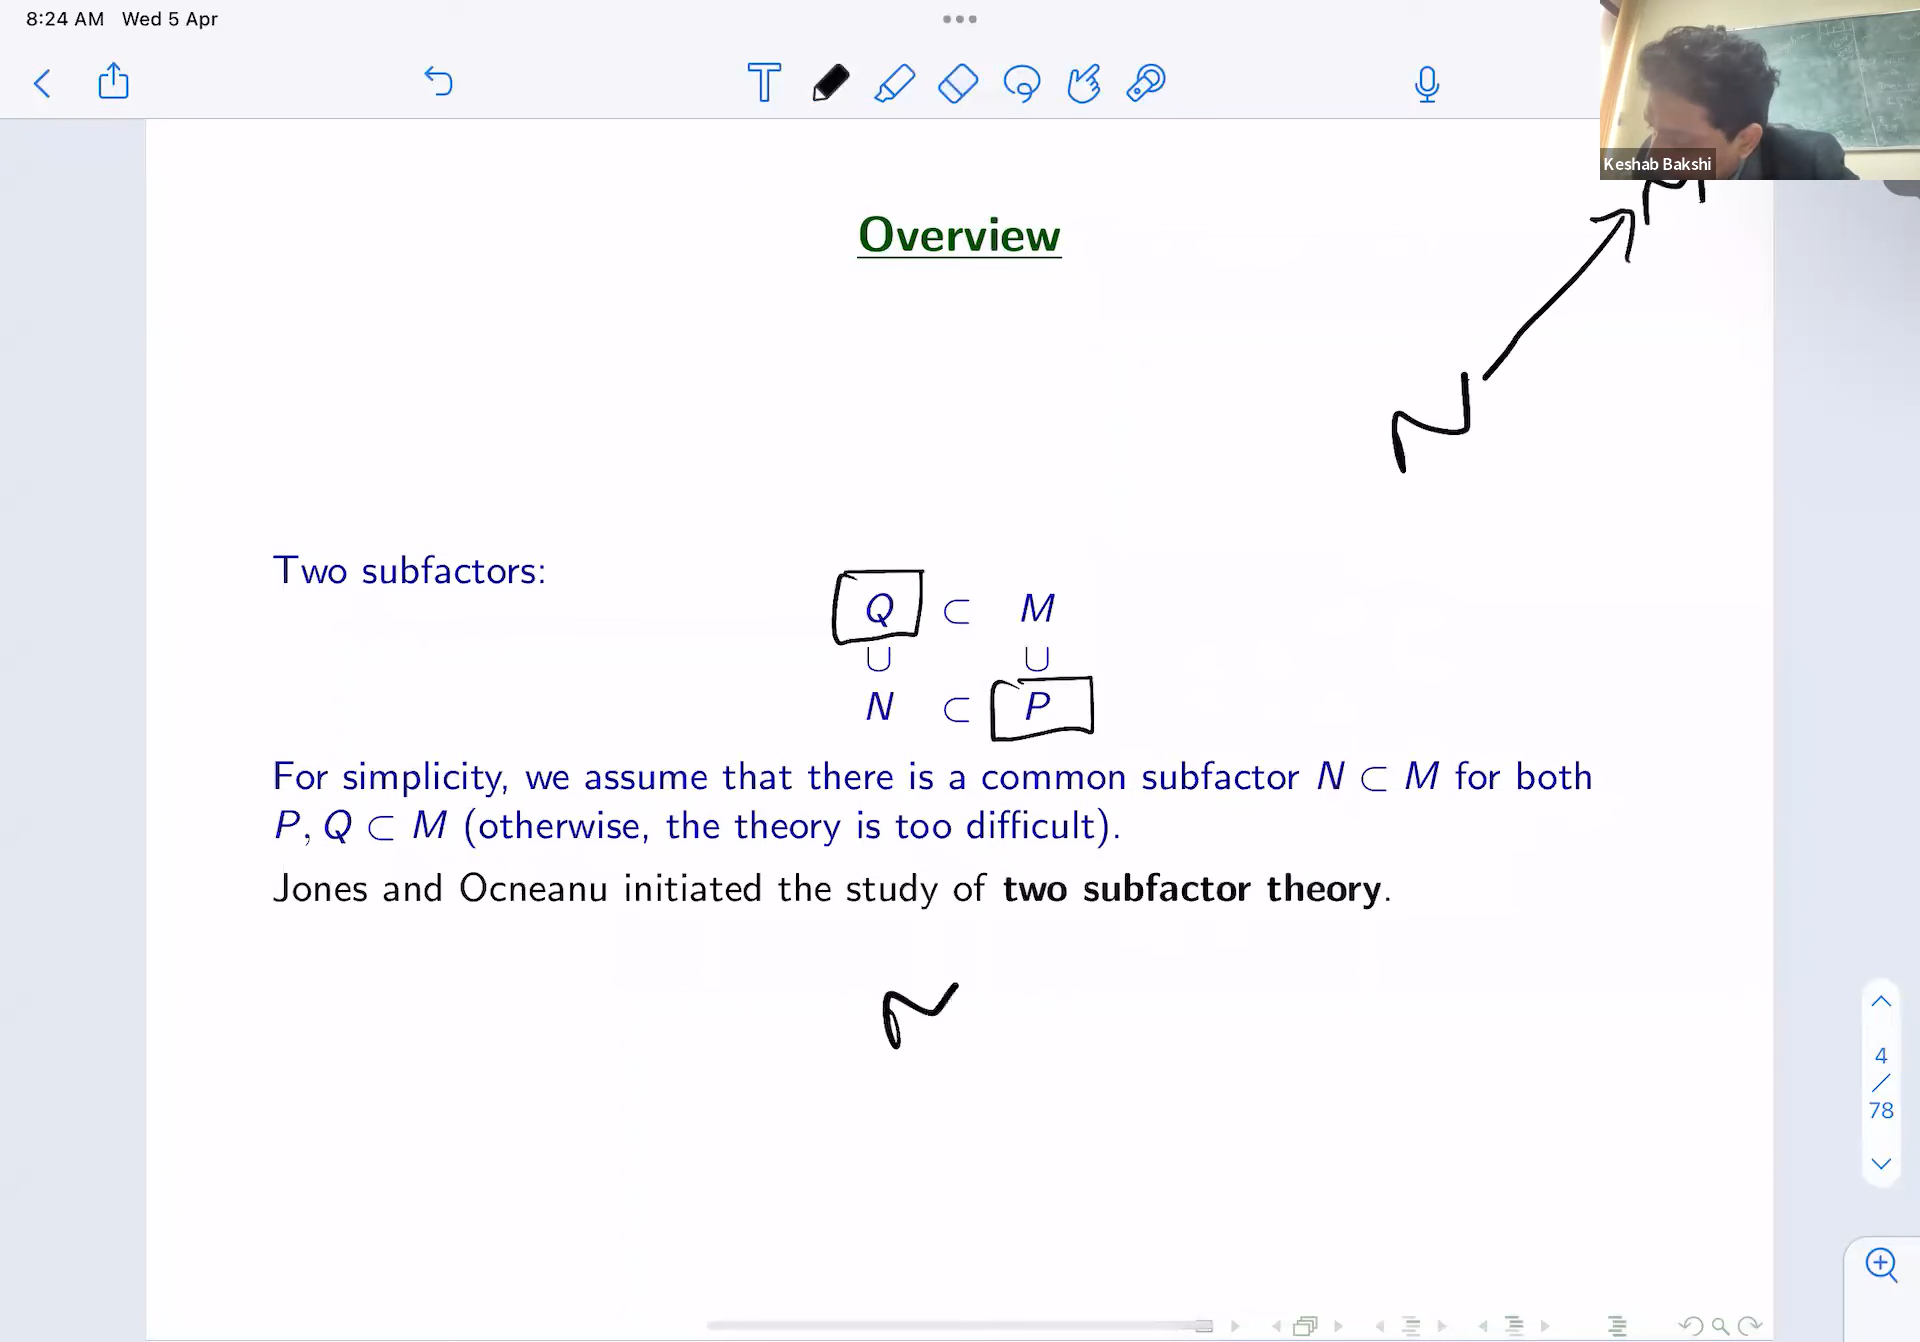 8:24 AM Wed 5 Apr
Keshab Bakshi
M
Overview
N
Two subfactors:
Q ⊂ M
∪ ∪
N ⊂ P
For simplicity, we assume that there is a common subfactor N ⊂ M for both
P, Q ⊂ M (otherwise, the theory is too difficult).
Jones and Ocneanu initiated the study of two subfactor theory.
N
4
/
78